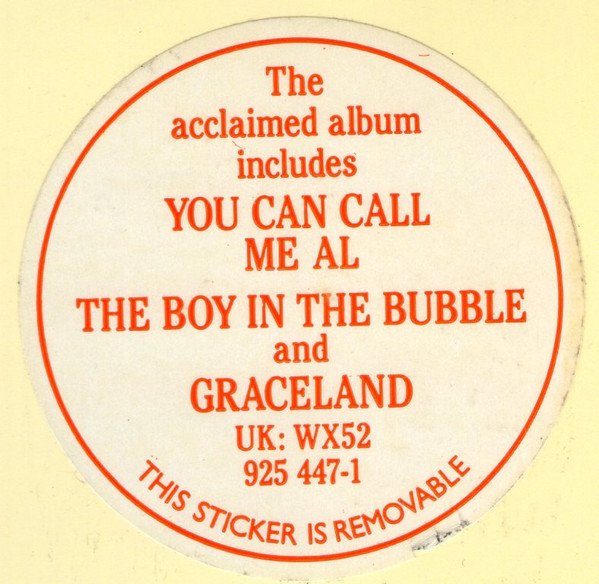 The
acclaimed album
includes
YOU CAN CALL
ME AL
THE BOY IN THE BUBBLE
and
GRACELAND
UK: WX52
925 447-1
THIS STICKER IS REMOVABLE